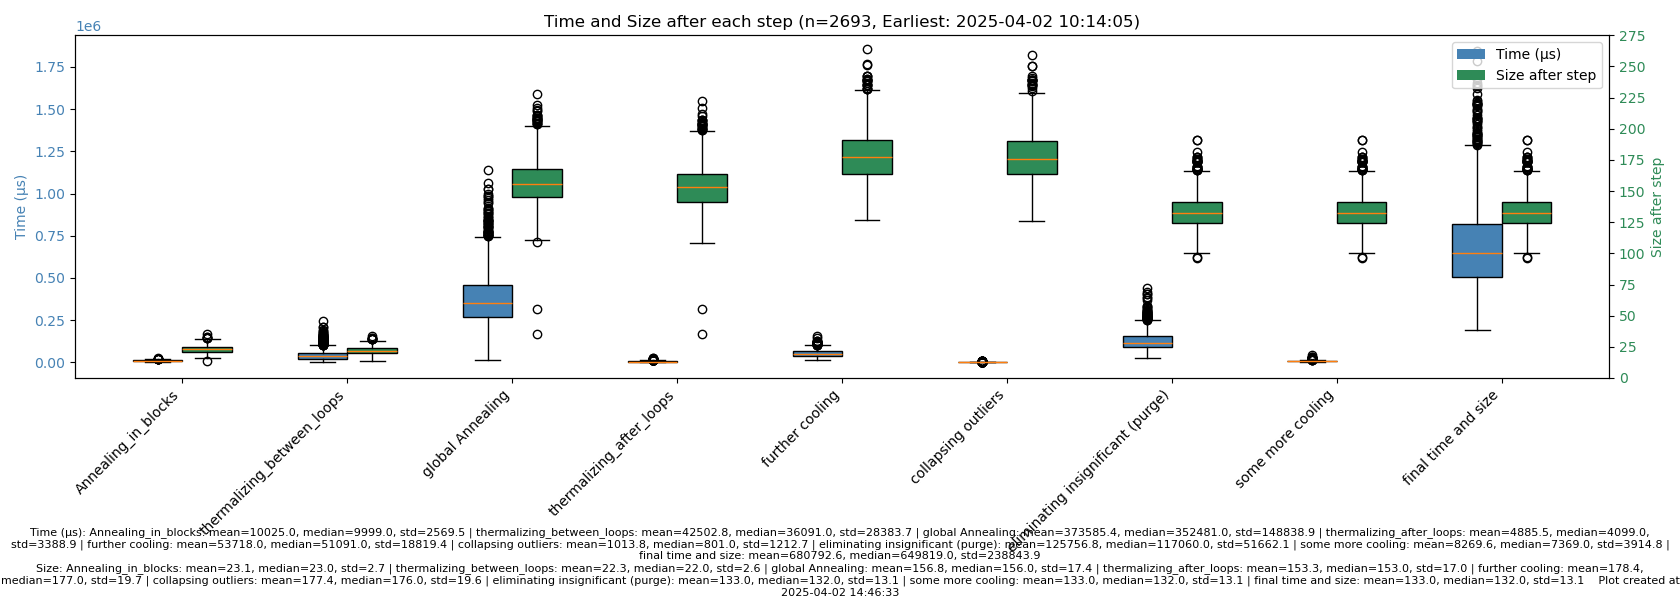 Time and Size after each step (n=2693, Earliest: 2025-04-02 10:14:05)
1e6
Time (μs)
Size after step
1.75
1.50
1.25
1.00
0.75
0.50
0.25
0.00
Time (μs)
275
250
225
200
175
150
125
100
75
50
25
0
Size after step
Annealing_in_blocks
thermalizing_between_loops
global Annealing
thermalizing_after_loops
further cooling
collapsing outliers
eliminating insignificant (purge)
some more cooling
final time and size
Time (μs): Annealing_in_blocks: mean=10025.0, median=9999.0, std=2569.5 | thermalizing_between_loops: mean=42502.8, median=36091.0, std=28383.7 | global Annealing: mean=373585.4, median=352481.0, std=148838.9 | thermalizing_after_loops: mean=4885.5, median=4099.0,
std=3388.9 | further cooling: mean=53718.0, median=51091.0, std=18819.4 | collapsing outliers: mean=1013.8, median=801.0, std=1212.7 | eliminating insignificant (purge): mean=125756.8, median=117060.0, std=51662.1 | some more cooling: mean=8269.6, median=7369.0, std=3914.8 |
final time and size: mean=680792.6, median=649819.0, std=238843.9
Size: Annealing_in_blocks: mean=23.1, median=23.0, std=2.7 | thermalizing_between_loops: mean=22.3, median=22.0, std=2.6 | global Annealing: mean=156.8, median=156.0, std=17.4 | thermalizing_after_loops: mean=153.3, median=153.0, std=17.0 | further cooling: mean=178.4,
median=177.0, std=19.7 | collapsing outliers: mean=177.4, median=176.0, std=19.6 | eliminating insignificant (purge): mean=133.0, median=132.0, std=13.1 | some more cooling: mean=133.0, median=132.0, std=13.1 | final time and size: mean=133.0, median=132.0, std=13.1    Plot created at
2025-04-02 14:46:33